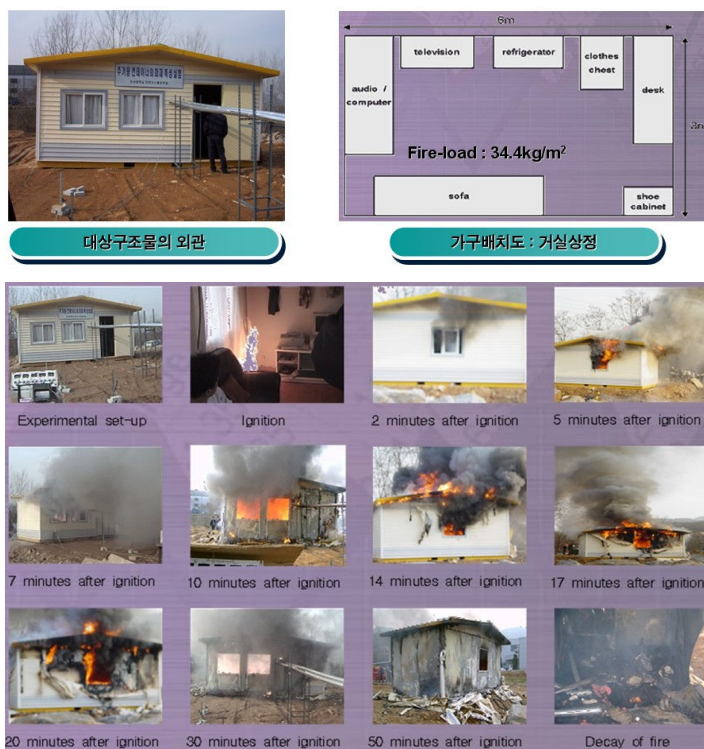 6m
television
refrigerator
clothes
chest
audio /
computer
desk
3m
Fire-load : 34.4kg/m²
sofa
shoe
cabinet
대상구조물의 외관
가구배치도 : 거실상정
Experimental set-up
Ignition
2 minutes after ignition
5 minutes after ignition
7 minutes after ignition
10 minutes after ignition
14 minutes after ignition
17 minutes after ignition
20 minutes after ignition
30 minutes after ignition
50 minutes after ignition
Decay of fire